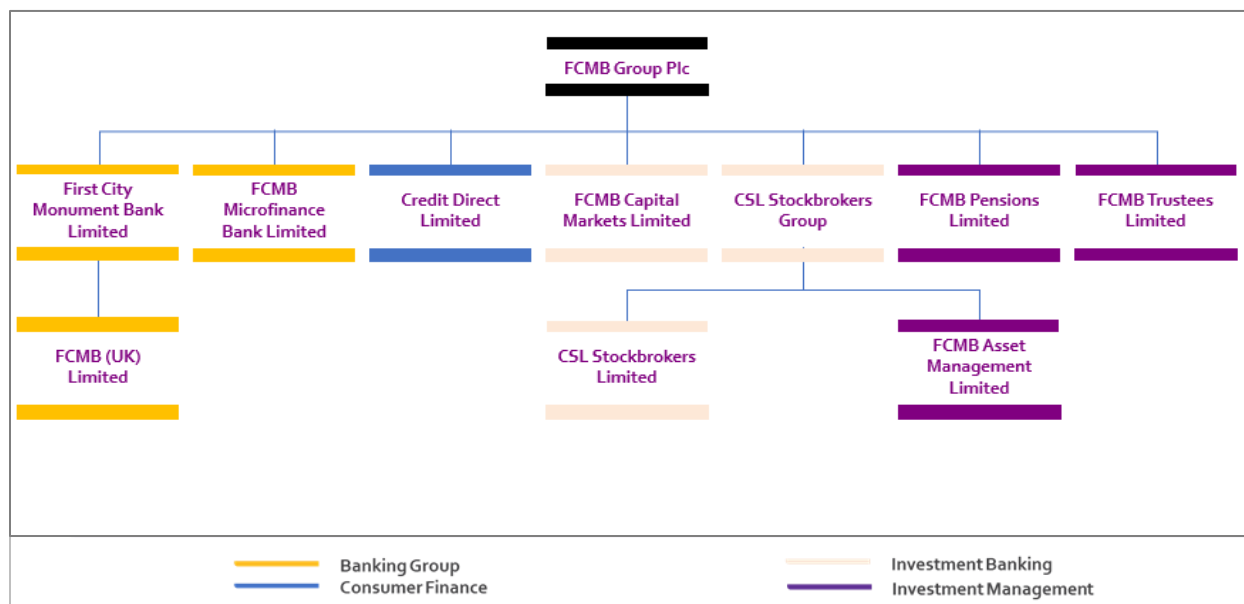 FCMB Group Plc
First City
Monument Bank
Limited
FCMB
Microfinance
Bank Limited
Credit Direct
Limited
FCMB Capital
Markets Limited
CSL Stockbrokers
Group
FCMB Pensions
Limited
FCMB Trustees
Limited
FCMB (UK)
Limited
CSL Stockbrokers
Limited
FCMB Asset
Management
Limited
Banking Group
Consumer Finance
Investment Banking
Investment Management